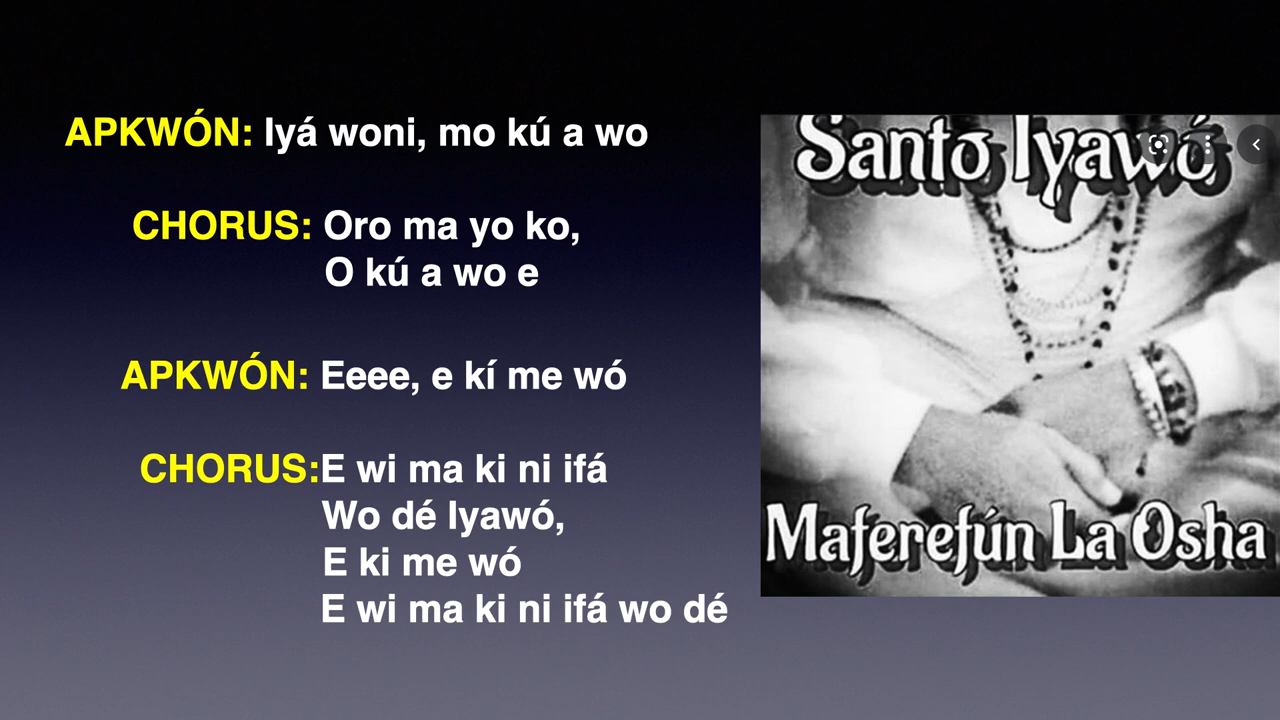 APKWÓN: Iyá woni, mo kú a wo
CHORUS: Oro ma yo ko,
O kú a wo e
APKWÓN: Eeee, e kí me wó
CHORUS:E wi ma ki ni ifá
Wo dé Iyawó,
E ki me wó
E wi ma ki ni ifá wo dé
Santo Iyawó
Maferefún La Osha